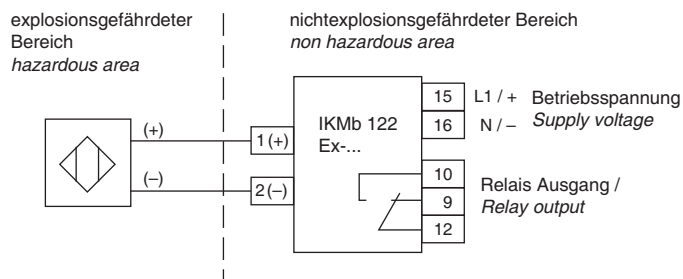 explosionsgefährdeter
Bereich
hazardous area
nichtexplosionsgefährdeter Bereich
non hazardous area
(+)
(–)
1 (+)
2 (–)
IKMb 122
Ex-...
15
L1 / +
16
N / –
Betriebsspannung
Supply voltage
10
9
12
Relais Ausgang /
Relay output